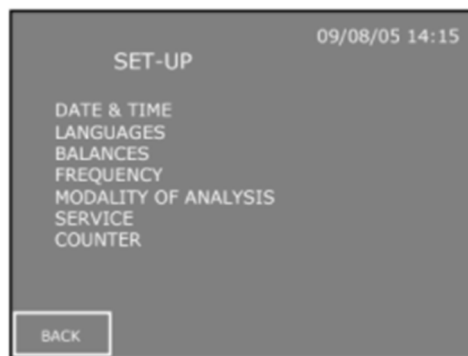 09/08/05 14:15
SET-UP
DATE & TIME
LANGUAGES
BALANCES
FREQUENCY
MODALITY OF ANALYSIS
SERVICE
COUNTER
BACK